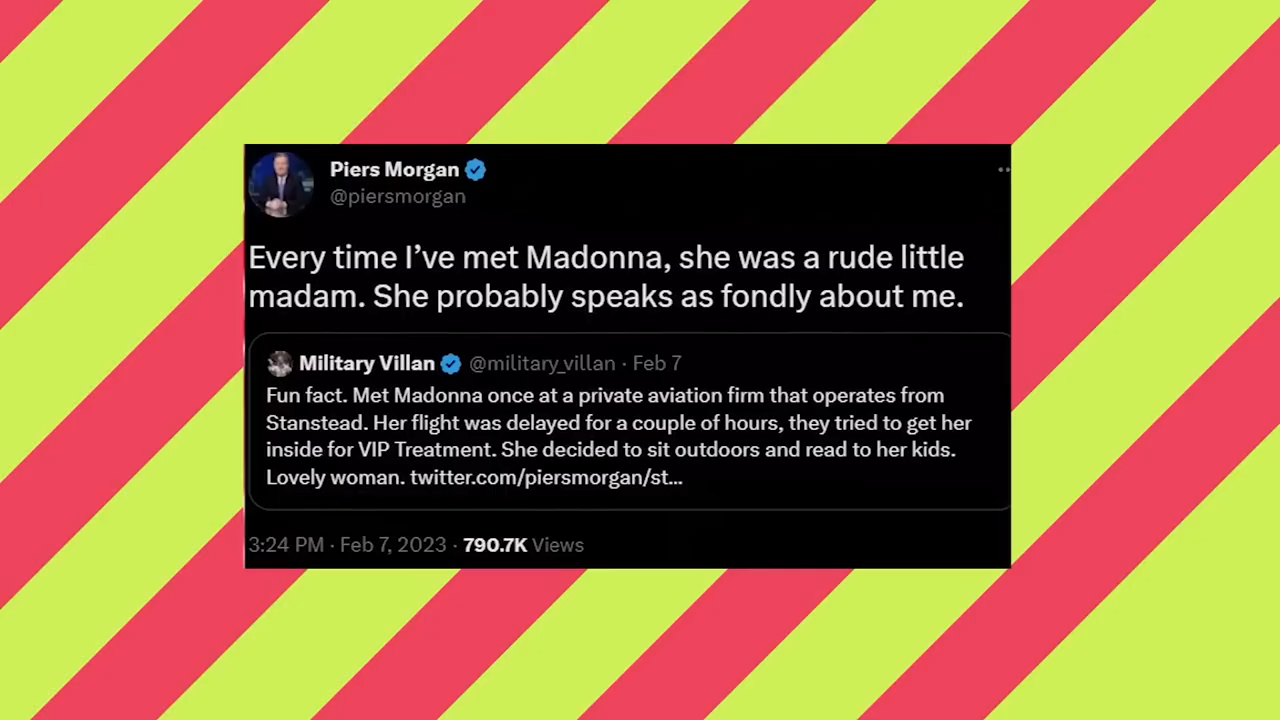 Piers Morgan
@piersmorgan
Every time I’ve met Madonna, she was a rude little
madam. She probably speaks as fondly about me.
Military Villan @military_villan · Feb 7
Fun fact. Met Madonna once at a private aviation firm that operates from
Stanstead. Her flight was delayed for a couple of hours, they tried to get her
inside for VIP Treatment. She decided to sit outdoors and read to her kids.
Lovely woman. twitter.com/piersmorgan/st…
3:24 PM · Feb 7, 2023 · 790.7K Views